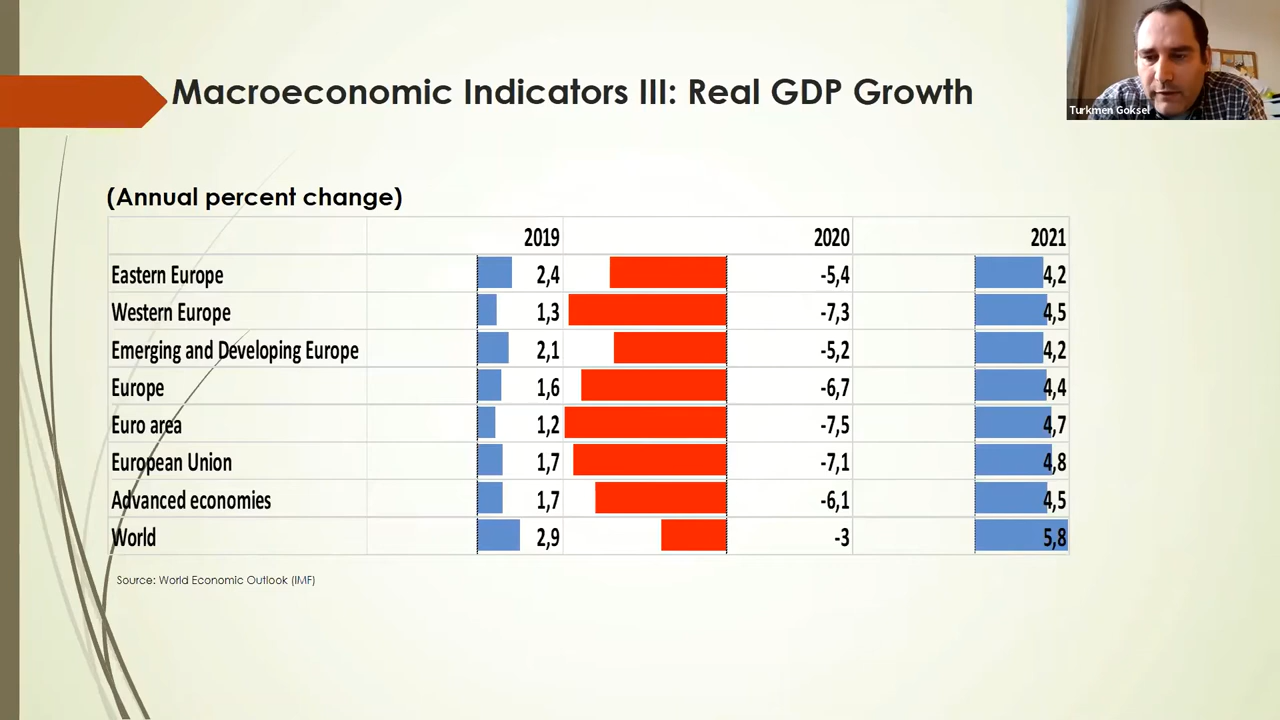 Macroeconomic Indicators III: Real GDP Growth
Turkmen Goksel
(Annual percent change)
2019 2020 2021
Eastern Europe 2,4 -5,4 4,2
Western Europe 1,3 -7,3 4,5
Emerging and Developing Europe 2,1 -5,2 4,2
Europe 1,6 -6,7 4,4
Euro area 1,2 -7,5 4,7
European Union 1,7 -7,1 4,8
Advanced economies 1,7 -6,1 4,5
World 2,9 -3 5,8
Source: World Economic Outlook (IMF)